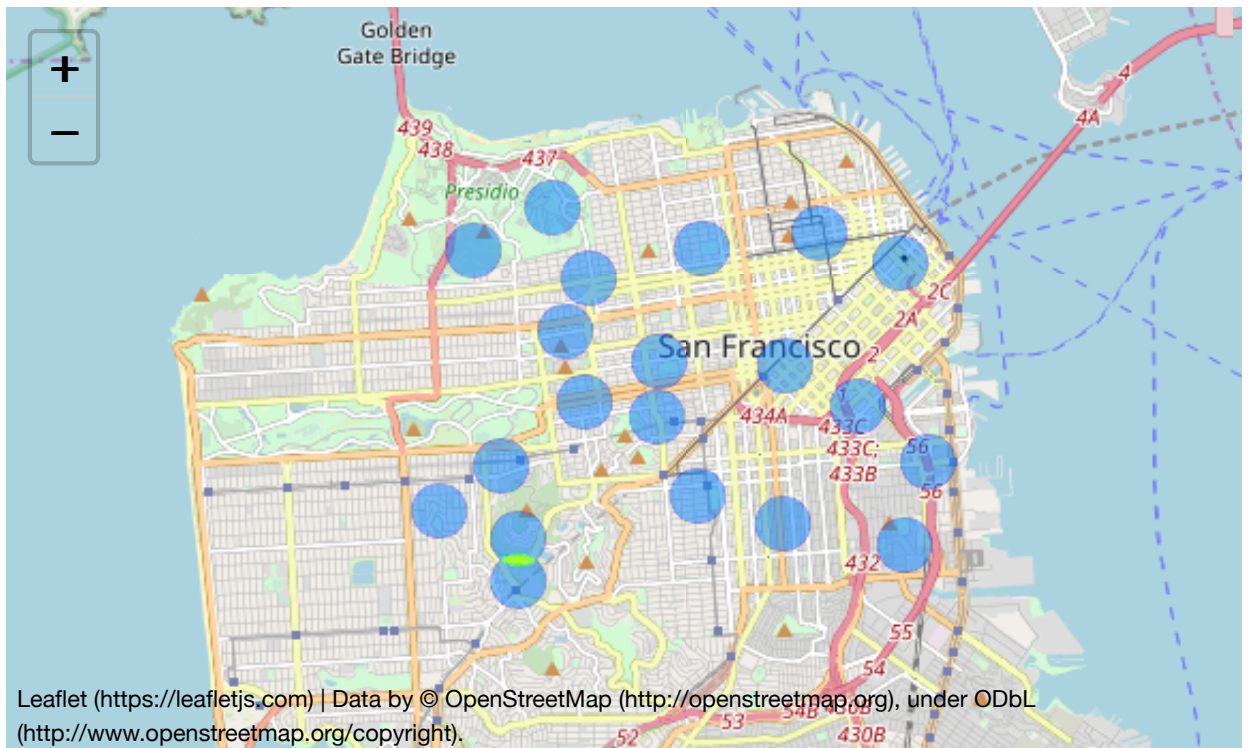 Golden
Gate Bridge
+
−
4
4A
439
438
437
Presidio
2C
2A
San Francisco
2
1
434A
433C
433C;
433B
56
56
432
55
54
54B
430B
53
52
430B
Leaflet (https://leafletjs.com) | Data by © OpenStreetMap (http://openstreetmap.org), under ODbL
(http://www.openstreetmap.org/copyright).